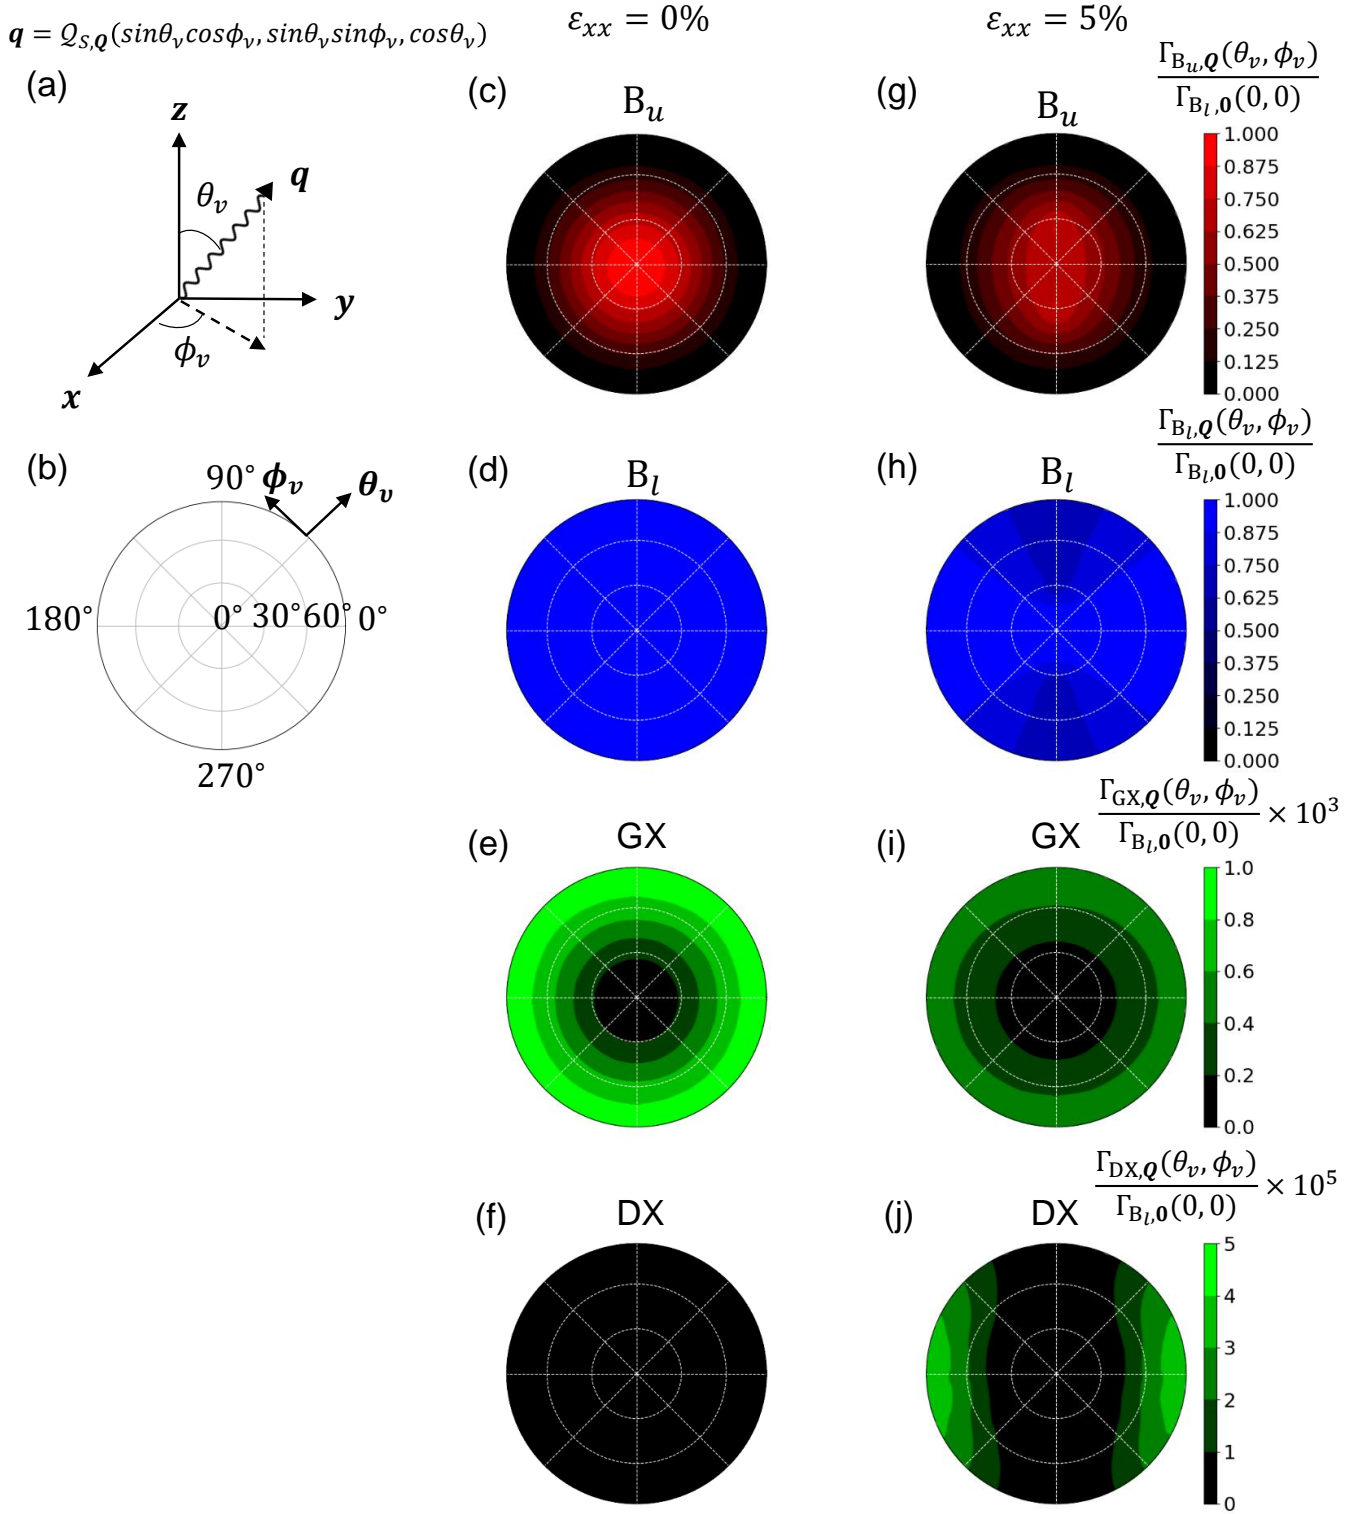 𝒒 = 𝒬_{S,𝑸}(sinθ_v cosϕ_v, sinθ_v sinϕ_v, cosθ_v)
ε_{xx} = 0%
ε_{xx} = 5%
(a)
z
q
θ_v
y
ϕ_v
x
(b)
90°
ϕ_v
θ_v
180°
0°
30°
60°
0°
270°
(c)
B_u
(d)
B_l
(e)
GX
(f)
DX
(g)
B_u
Γ_{B_u,Q}(θ_v, ϕ_v)
Γ_{B_l,0}(0, 0)
1.000
0.875
0.750
0.625
0.500
0.375
0.250
0.125
0.000
(h)
B_l
Γ_{B_l,Q}(θ_v, ϕ_v)
Γ_{B_l,0}(0, 0)
1.000
0.875
0.750
0.625
0.500
0.375
0.250
0.125
0.000
(i)
GX
Γ_{GX,Q}(θ_v, ϕ_v)
Γ_{B_l,0}(0, 0)
× 10³
1.0
0.8
0.6
0.4
0.2
0.0
(j)
DX
Γ_{DX,Q}(θ_v, ϕ_v)
Γ_{B_l,0}(0, 0)
× 10⁵
5
4
3
2
1
0